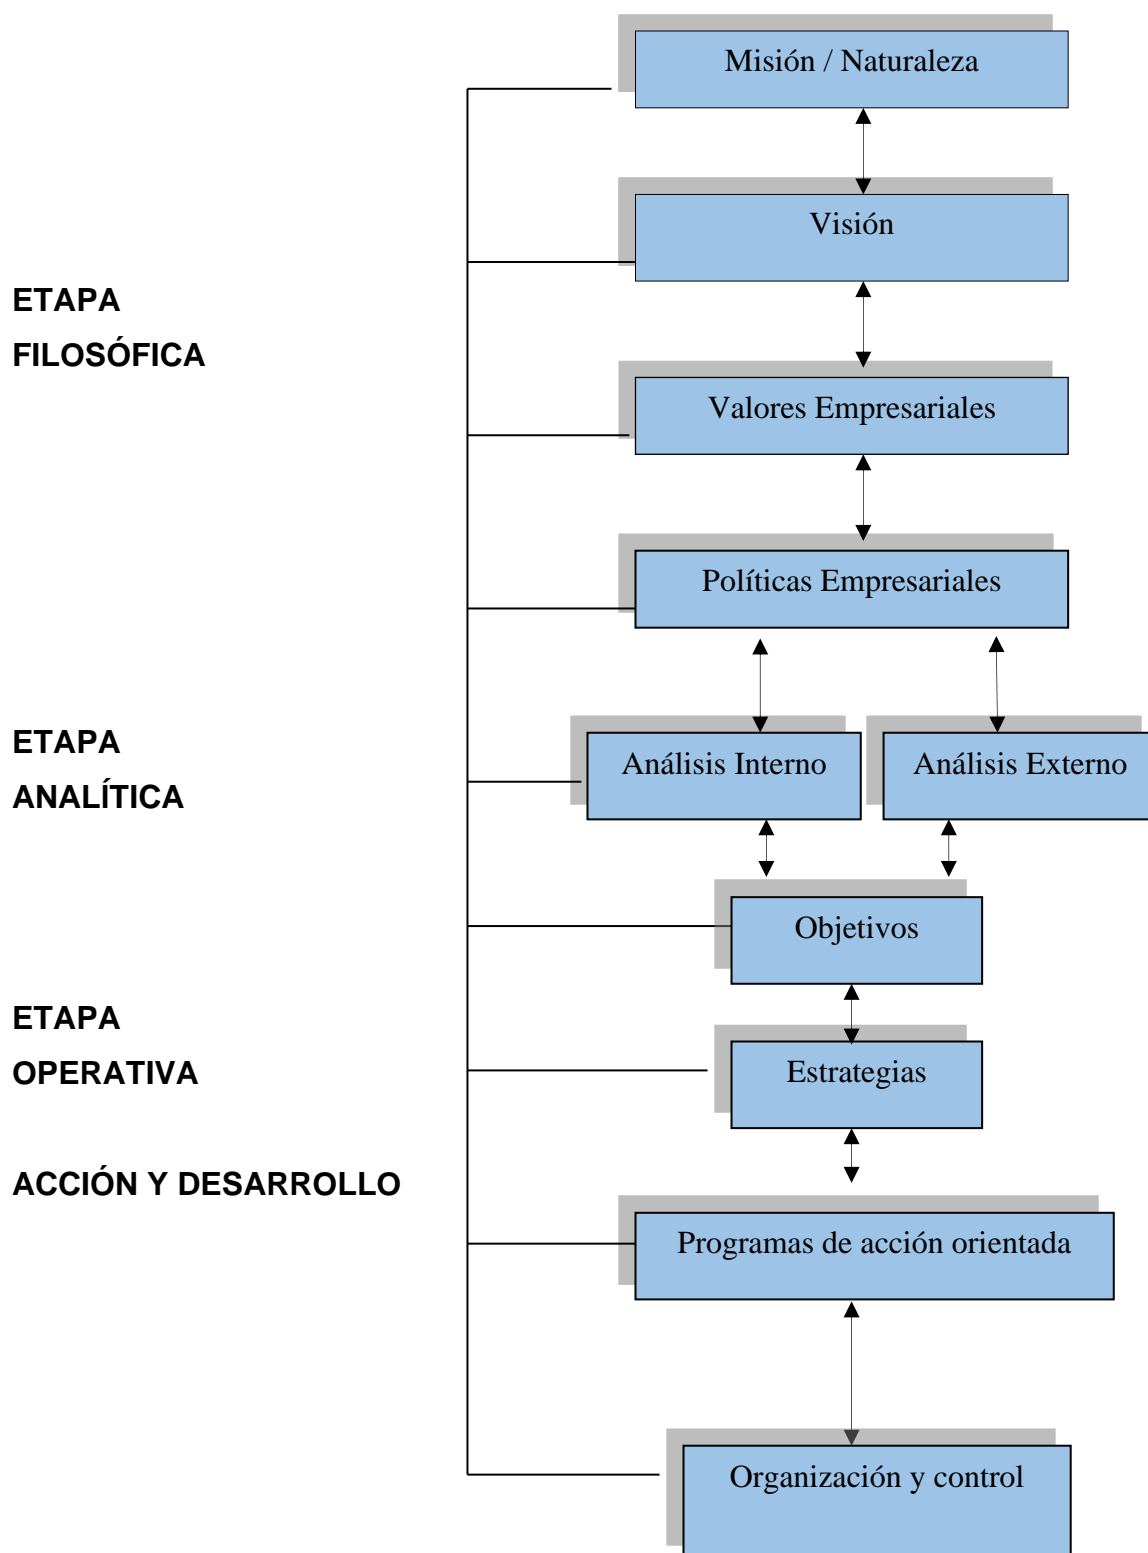 Misión / Naturaleza
Visión
ETAPA
FILOSÓFICA
Valores Empresariales
Políticas Empresariales
ETAPA
ANALÍTICA
Análisis Interno
Análisis Externo
Objetivos
ETAPA
OPERATIVA
Estrategias
ACCIÓN Y DESARROLLO
Programas de acción orientada
Organización y control